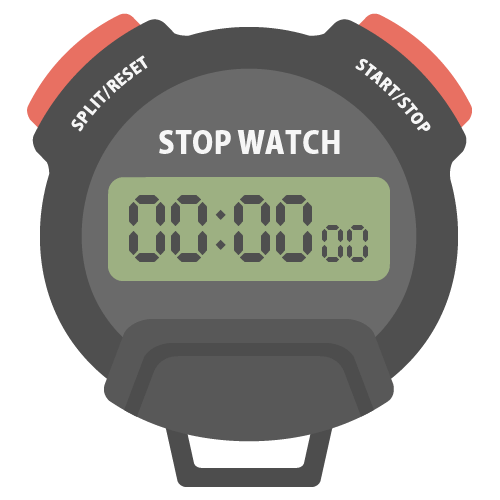 SPLIT/RESET
START/STOP
STOP WATCH
00:00 00